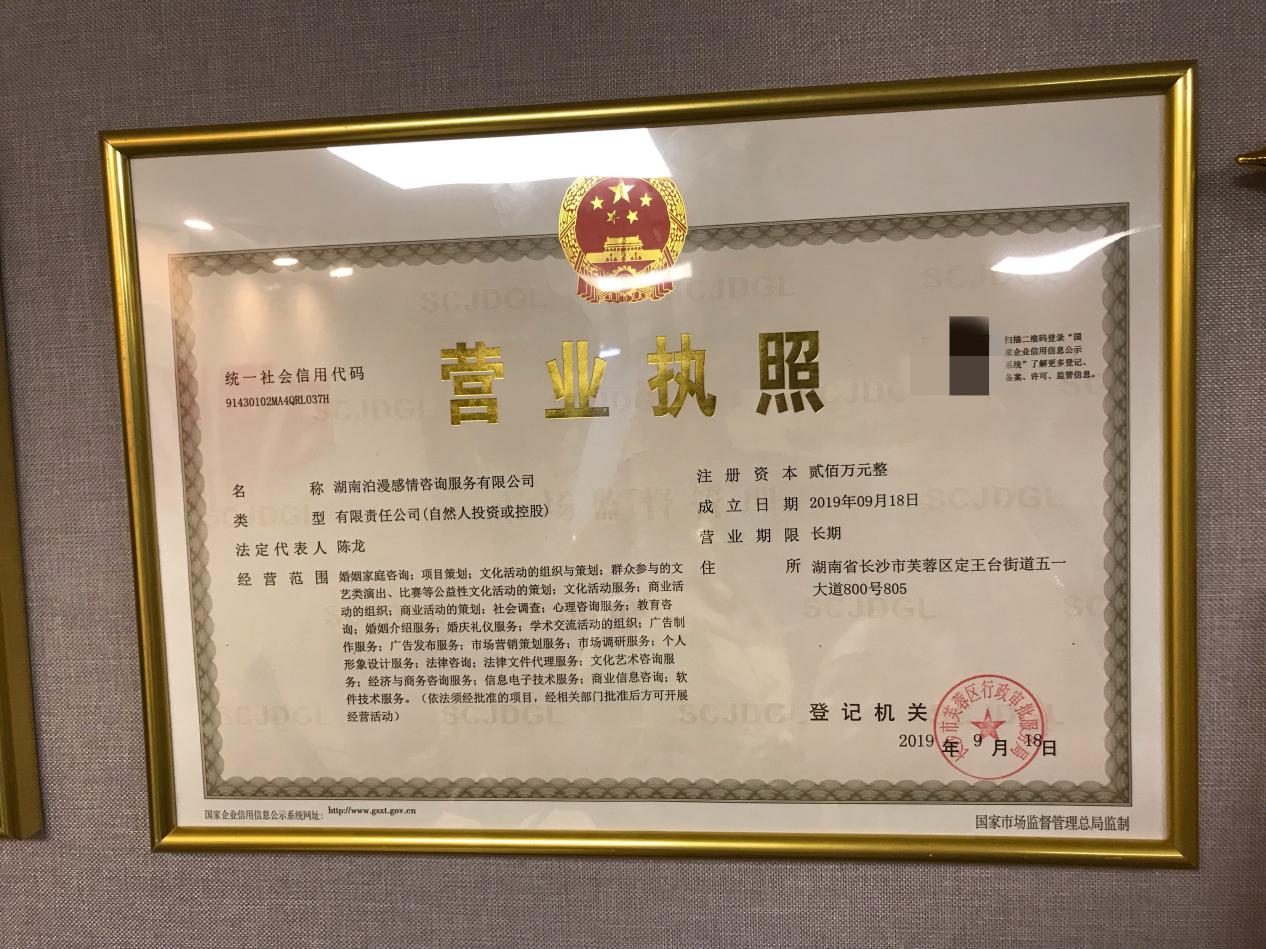 营业执照
统一社会信用代码
91430102MA4QRL037H
扫描二维码登录“国
家企业信用信息公示
系统”了解更多登记、
备案、许可、监管信息。
名称 湖南泊漫感情咨询服务有限公司
类型 有限责任公司(自然人投资或控股)
法定代表人 陈龙
经营范围 婚姻家庭咨询；项目策划；文化活动的组织与策划；群众参与的文
艺类演出、比赛等公益性文化活动的策划；文化活动服务；商业活
动的组织；商业活动的策划；社会调查；心理咨询服务；教育咨
询；婚姻介绍服务；婚庆礼仪服务；学术交流活动的组织；广告制
作服务；广告发布服务；市场营销策划服务；市场调研服务；个人
形象设计服务；法律咨询；法律文件代理服务；文化艺术咨询服
务；经济与商务咨询服务；信息电子技术服务；商业信息咨询；软
件技术服务。（依法须经批准的项目，经相关部门批准后方可开展
经营活动）
注册资本 贰佰万元整
成立日期 2019年09月18日
营业期限 长期
住所 湖南省长沙市芙蓉区定王台街道五一
大道800号805
登记机关
长沙市芙蓉区行政审批服务局
2019年9月18日
国家企业信用信息公示系统网址: http://www.gsxt.gov.cn
国家市场监督管理总局监制